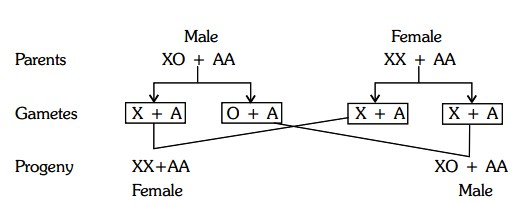 Male Female
Parents XO + AA XX + AA
Gametes X + A O + A X + A X + A
Progeny XX+AA XO + AA
Female Male